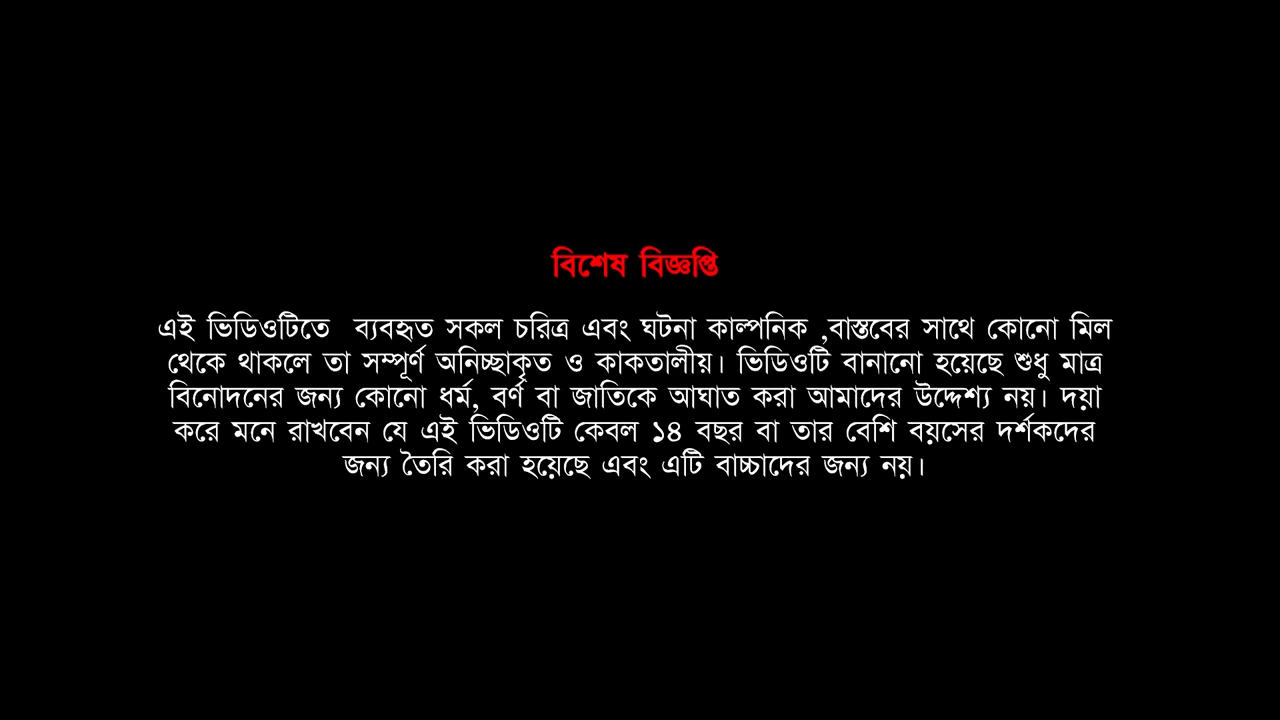 বিশেষ বিজ্ঞপ্তি
এই ভিডিওটিতে  ব্যবহৃত সকল চরিত্র এবং ঘটনা কাল্পনিক ,বাস্তবের সাথে কোনো মিল
থেকে থাকলে তা সম্পূর্ণ অনিচ্ছাকৃত ও কাকতালীয়। ভিডিওটি বানানো হয়েছে শুধু মাত্র
বিনোদনের জন্য কোনো ধর্ম, বর্ণ বা জাতিকে আঘাত করা আমাদের উদ্দেশ্য নয়। দয়া
করে মনে রাখবেন যে এই ভিডিওটি কেবল ১৪ বছর বা তার বেশি বয়সের দর্শকদের
জন্য তৈরি করা হয়েছে এবং এটি বাচ্চাদের জন্য নয়।